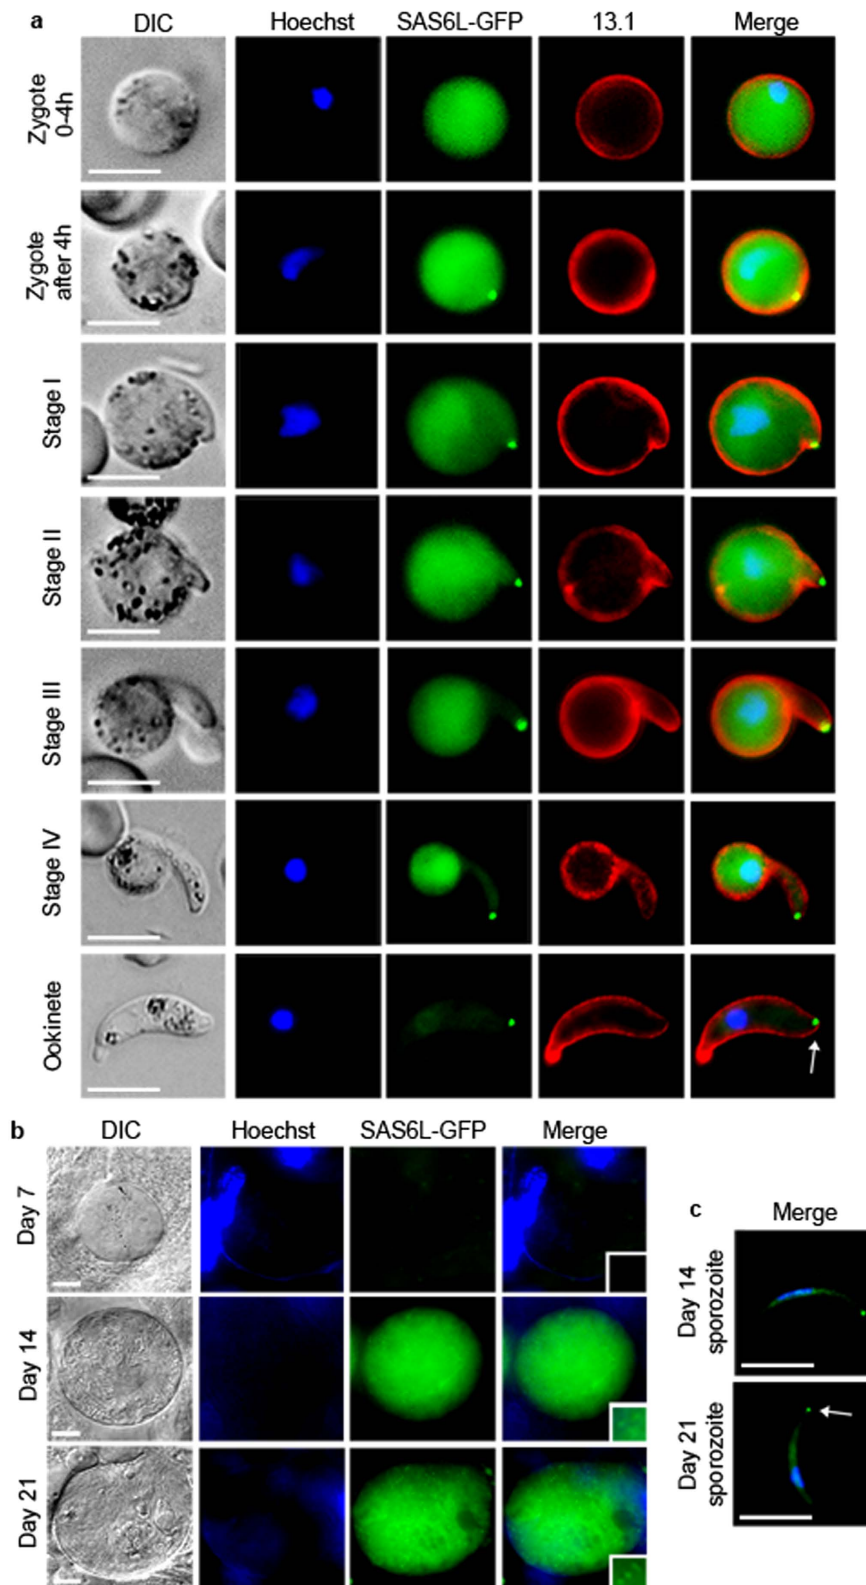 a
DIC Hoechst SAS6L-GFP 13.1 Merge
Zygote
0-4h
Zygote
after 4h
Stage I
Stage II
Stage III
Stage IV
Ookinete
b
DIC Hoechst SAS6L-GFP Merge
Day 7
Day 14
Day 21
c
Merge
Day 14
sporozoite
Day 21
sporozoite